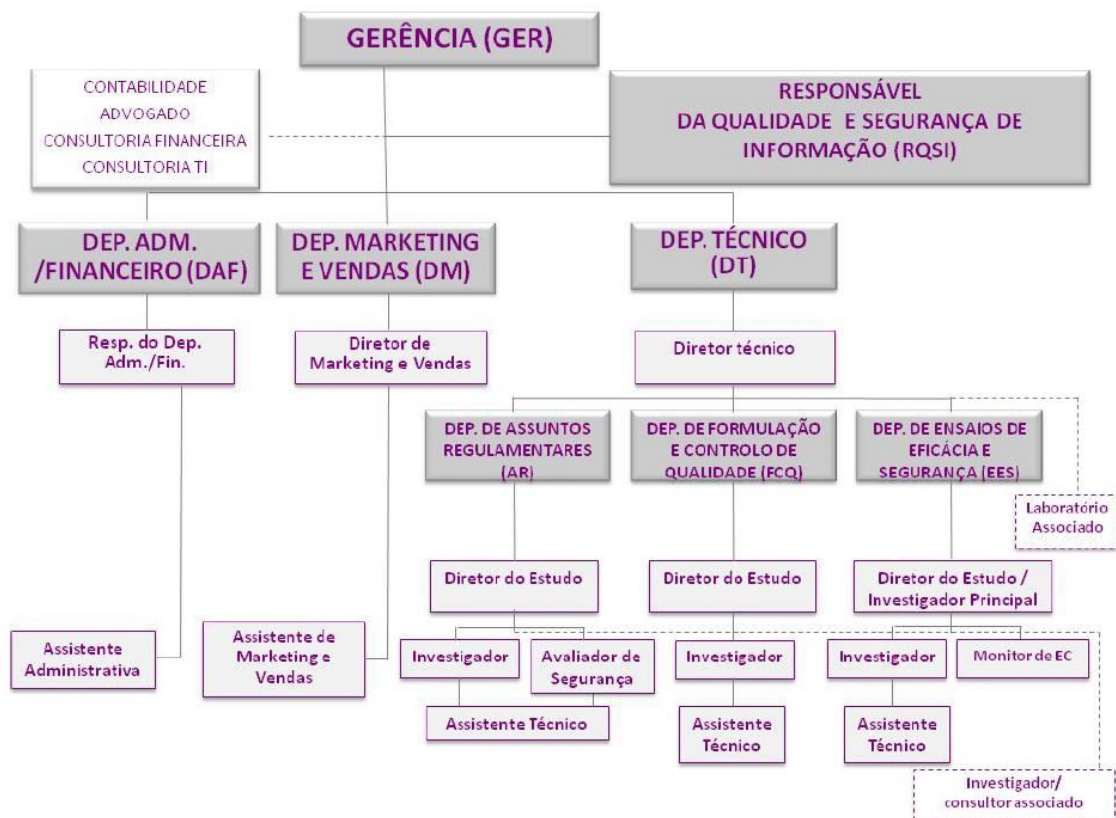 GERÊNCIA (GER)
CONTABILIDADE
ADVOGADO
CONSULTORIA FINANCEIRA
CONSULTORIA TI
RESPONSÁVEL
DA QUALIDADE E SEGURANÇA DE
INFORMAÇÃO (RQSI)
DEP. ADM.
/FINANCEIRO (DAF)
DEP. MARKETING
E VENDAS (DM)
DEP. TÉCNICO
(DT)
Resp. do Dep.
Adm./Fin.
Diretor de
Marketing e Vendas
Diretor técnico
DEP. DE ASSUNTOS
REGULAMENTARES
(AR)
DEP. DE FORMULAÇÃO
E CONTROLO DE
QUALIDADE (FCQ)
DEP. DE ENSAIOS DE
EFICÁCIA E
SEGURANÇA (EES)
Laboratório
Associado
Diretor do Estudo
Diretor do Estudo
Diretor do Estudo /
Investigador Principal
Assistente
Administrativa
Assistente de
Marketing e
Vendas
Investigador
Avaliador de
Segurança
Investigador
Investigador
Monitor de EC
Assistente Técnico
Assistente
Técnico
Assistente
Técnico
Investigador/
consultor associado